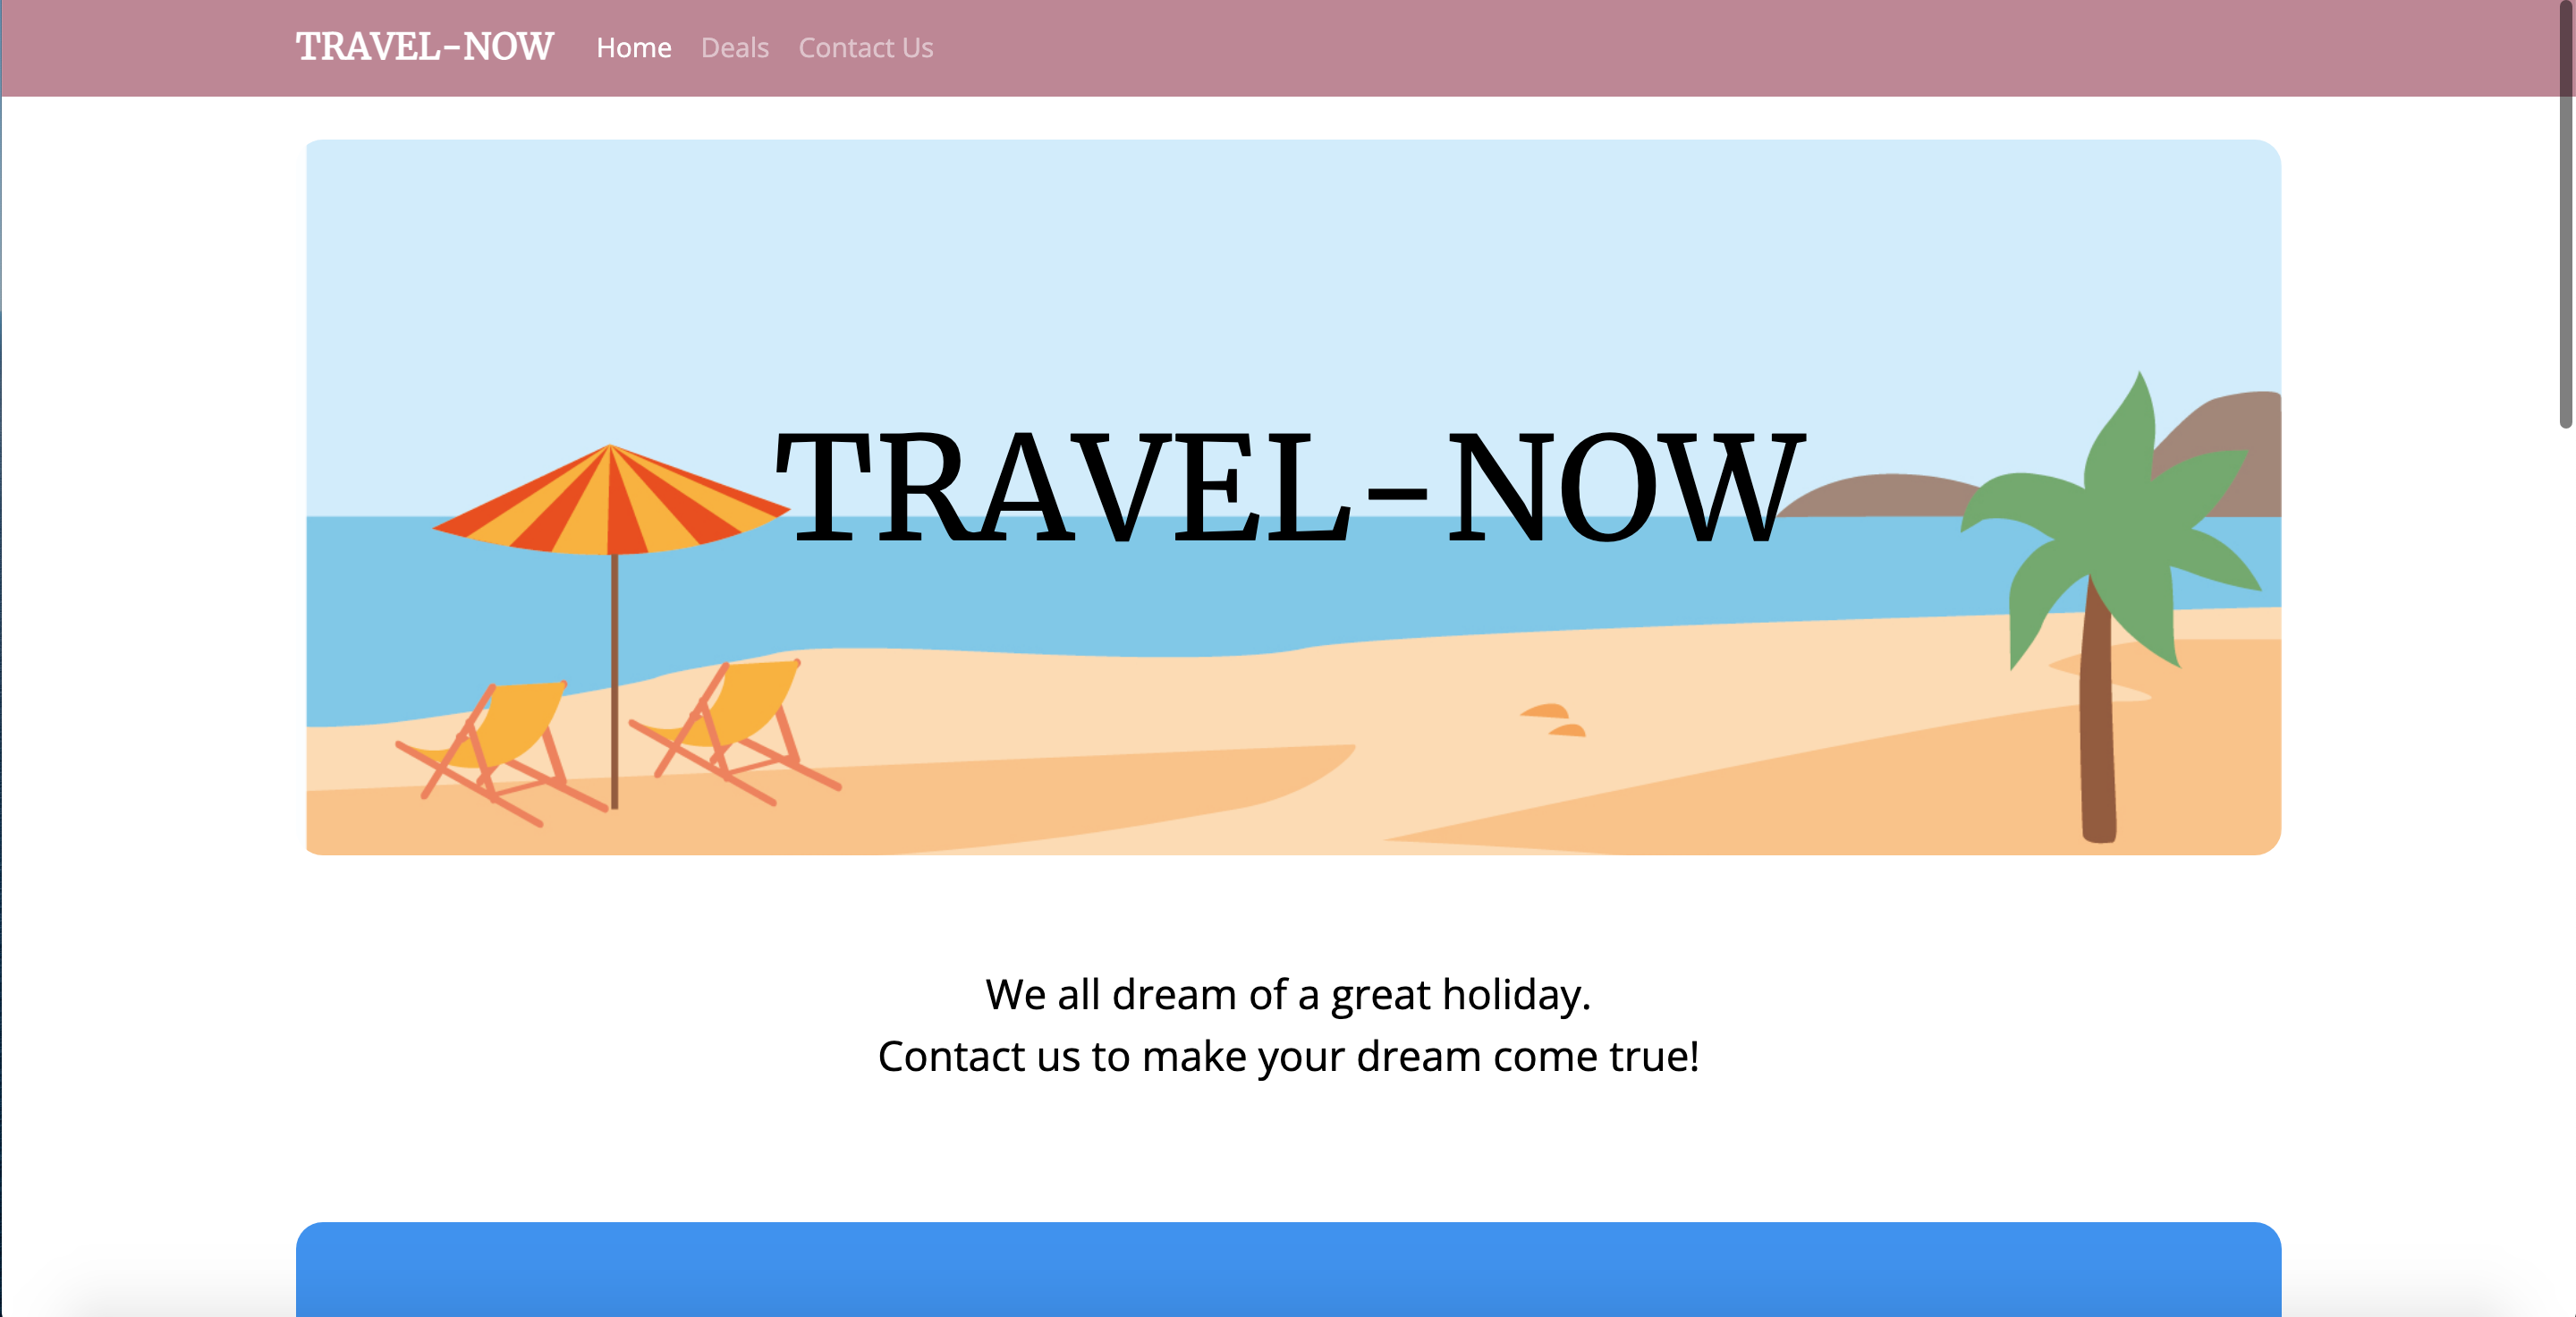 TRAVEL-NOW Home Deals Contact Us
TRAVEL-NOW
We all dream of a great holiday.
Contact us to make your dream come true!